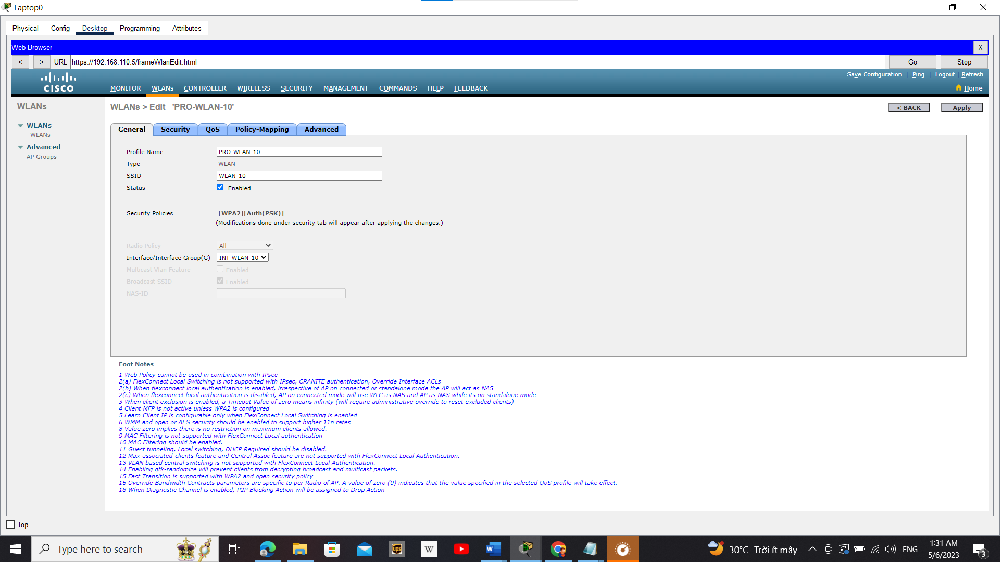 Laptop0
Physical Config Desktop Programming Attributes
Web Browser X
< > URL https://192.168.110.5/frameWlanEdit.html Go Stop
Save Configuration | Ping | Logout | Refresh
CISCO MONITOR WLANs CONTROLLER WIRELESS SECURITY MANAGEMENT COMMANDS HELP FEEDBACK Home
WLANs
WLANs
WLANs
Advanced
AP Groups
WLANs > Edit 'PRO-WLAN-10' < BACK Apply
General Security QoS Policy-Mapping Advanced
Profile Name PRO-WLAN-10
Type WLAN
SSID WLAN-10
Status Enabled
Security Policies [WPA2][Auth(PSK)]
(Modifications done under security tab will appear after applying the changes.)
Radio Policy All
Interface/Interface Group(G) INT-WLAN-10
Multicast Vlan Feature Enabled
Broadcast SSID Enabled
NAS-ID
Foot Notes
1 Web Policy cannot be used in combination with IPsec
2(a) FlexConnect Local Switching is not supported with IPsec, CRANITE authentication, Override Interface ACLs
2(b) When flexconnect local authentication is enabled, irrespective of AP on connected or standalone mode the AP will act as NAS
2(c) When flexconnect local authentication is disabled, AP on connected mode will use WLC as NAS and AP as NAS while its on standalone mode
3 When client exclusion is enabled, a Timeout Value of zero means infinity (will require administrative override to reset excluded clients)
4 Client MFP is not active unless WPA2 is configured
5 Learn Client IP is configurable only when FlexConnect Local Switching is enabled
6 WMM and open or AES security should be enabled to support higher 11n rates
8 Value zero implies there is no restriction on maximum clients allowed.
9 MAC Filtering is not supported with FlexConnect Local authentication
10 MAC Filtering should be enabled.
11 Guest tunneling, Local switching, DHCP Required should be disabled.
12 Max-associated-clients feature and Central Assoc feature are not supported with FlexConnect Local Authentication.
13 VLAN based central switching is not supported with FlexConnect Local Authentication.
14 Enabling gtk-randomize will prevent clients from decrypting broadcast and multicast packets.
15 Fast Transition is supported with WPA2 and open security policy
16 Override Bandwidth Contracts parameters are specific to per Radio of AP. A value of zero (0) indicates that the value specified in the selected QoS profile will take effect.
18 When Diagnostic Channel is enabled, P2P Blocking Action will be assigned to Drop Action
Top
Type here to search ups W W 30°C Trời ít mây ENG 1:31 AM
5/6/2023 3